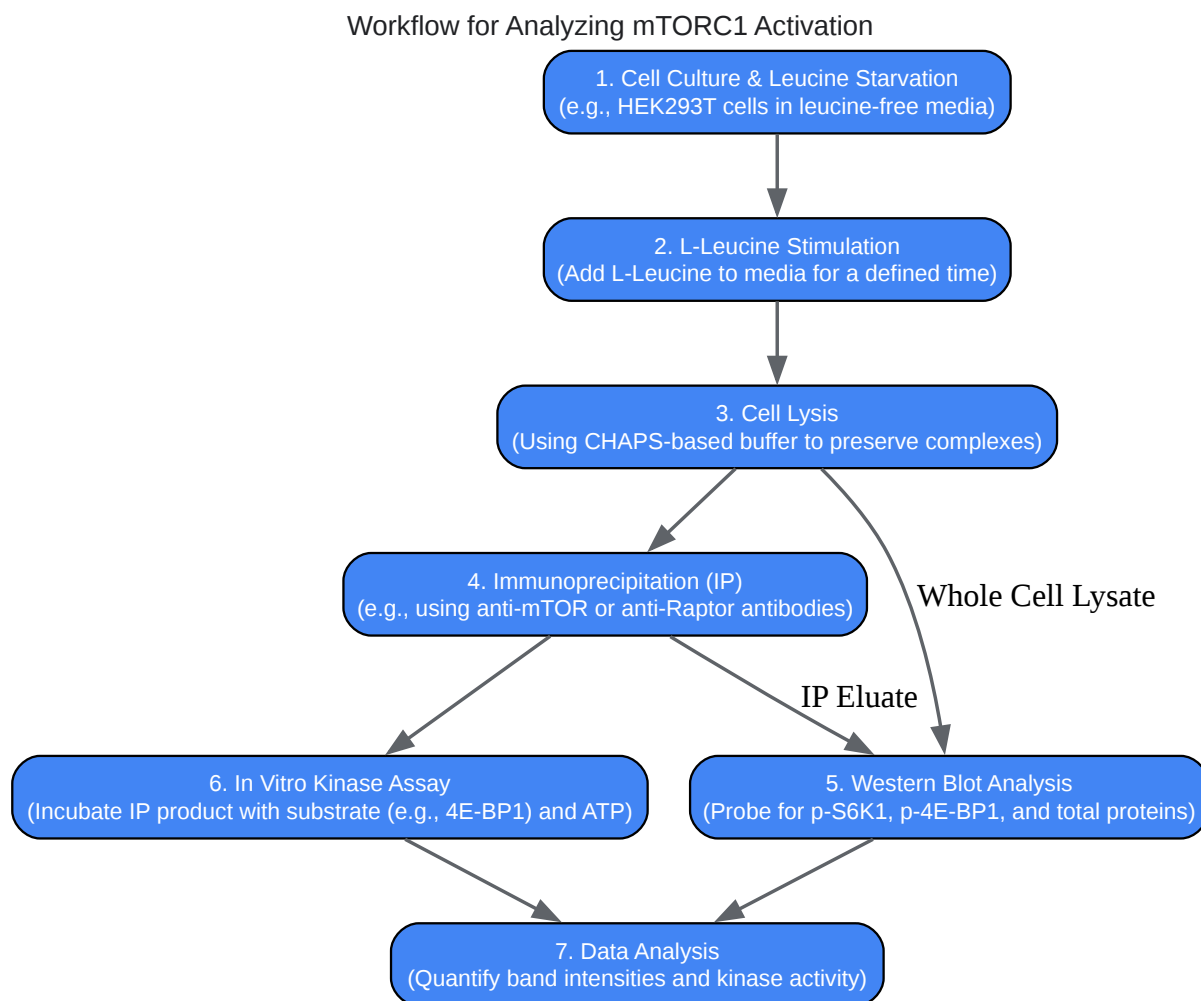 Workflow for Analyzing mTORC1 Activation
1. Cell Culture & Leucine Starvation
(e.g., HEK293T cells in leucine-free media)
2. L-Leucine Stimulation
(Add L-Leucine to media for a defined time)
3. Cell Lysis
(Using CHAPS-based buffer to preserve complexes)
4. Immunoprecipitation (IP)
(e.g., using anti-mTOR or anti-Raptor antibodies)
Whole Cell Lysate
IP Eluate
6. In Vitro Kinase Assay
(Incubate IP product with substrate (e.g., 4E-BP1) and ATP)
5. Western Blot Analysis
(Probe for p-S6K1, p-4E-BP1, and total proteins)
7. Data Analysis
(Quantify band intensities and kinase activity)